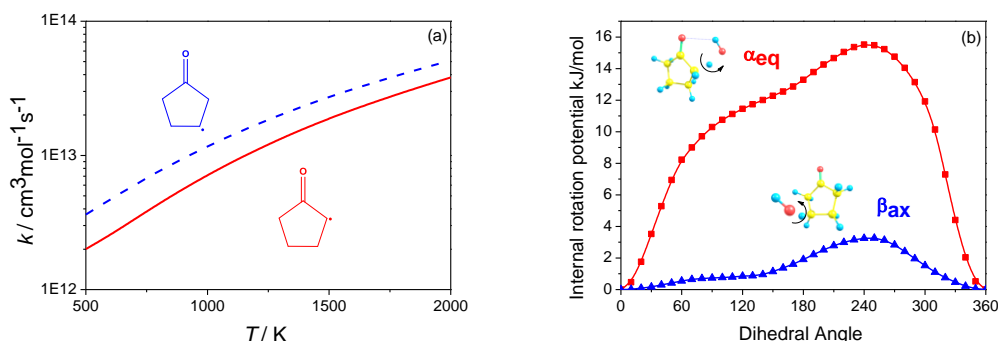 (a)
1E14
1E13
1E12
k / cm3mol-1s-1
O
O
500
1000
1500
2000
T / K
(b)
16
14
12
10
8
6
4
2
0
Internal rotation potential kJ/mol
αeq
βax
0
60
120
180
240
300
360
Dihedral Angle